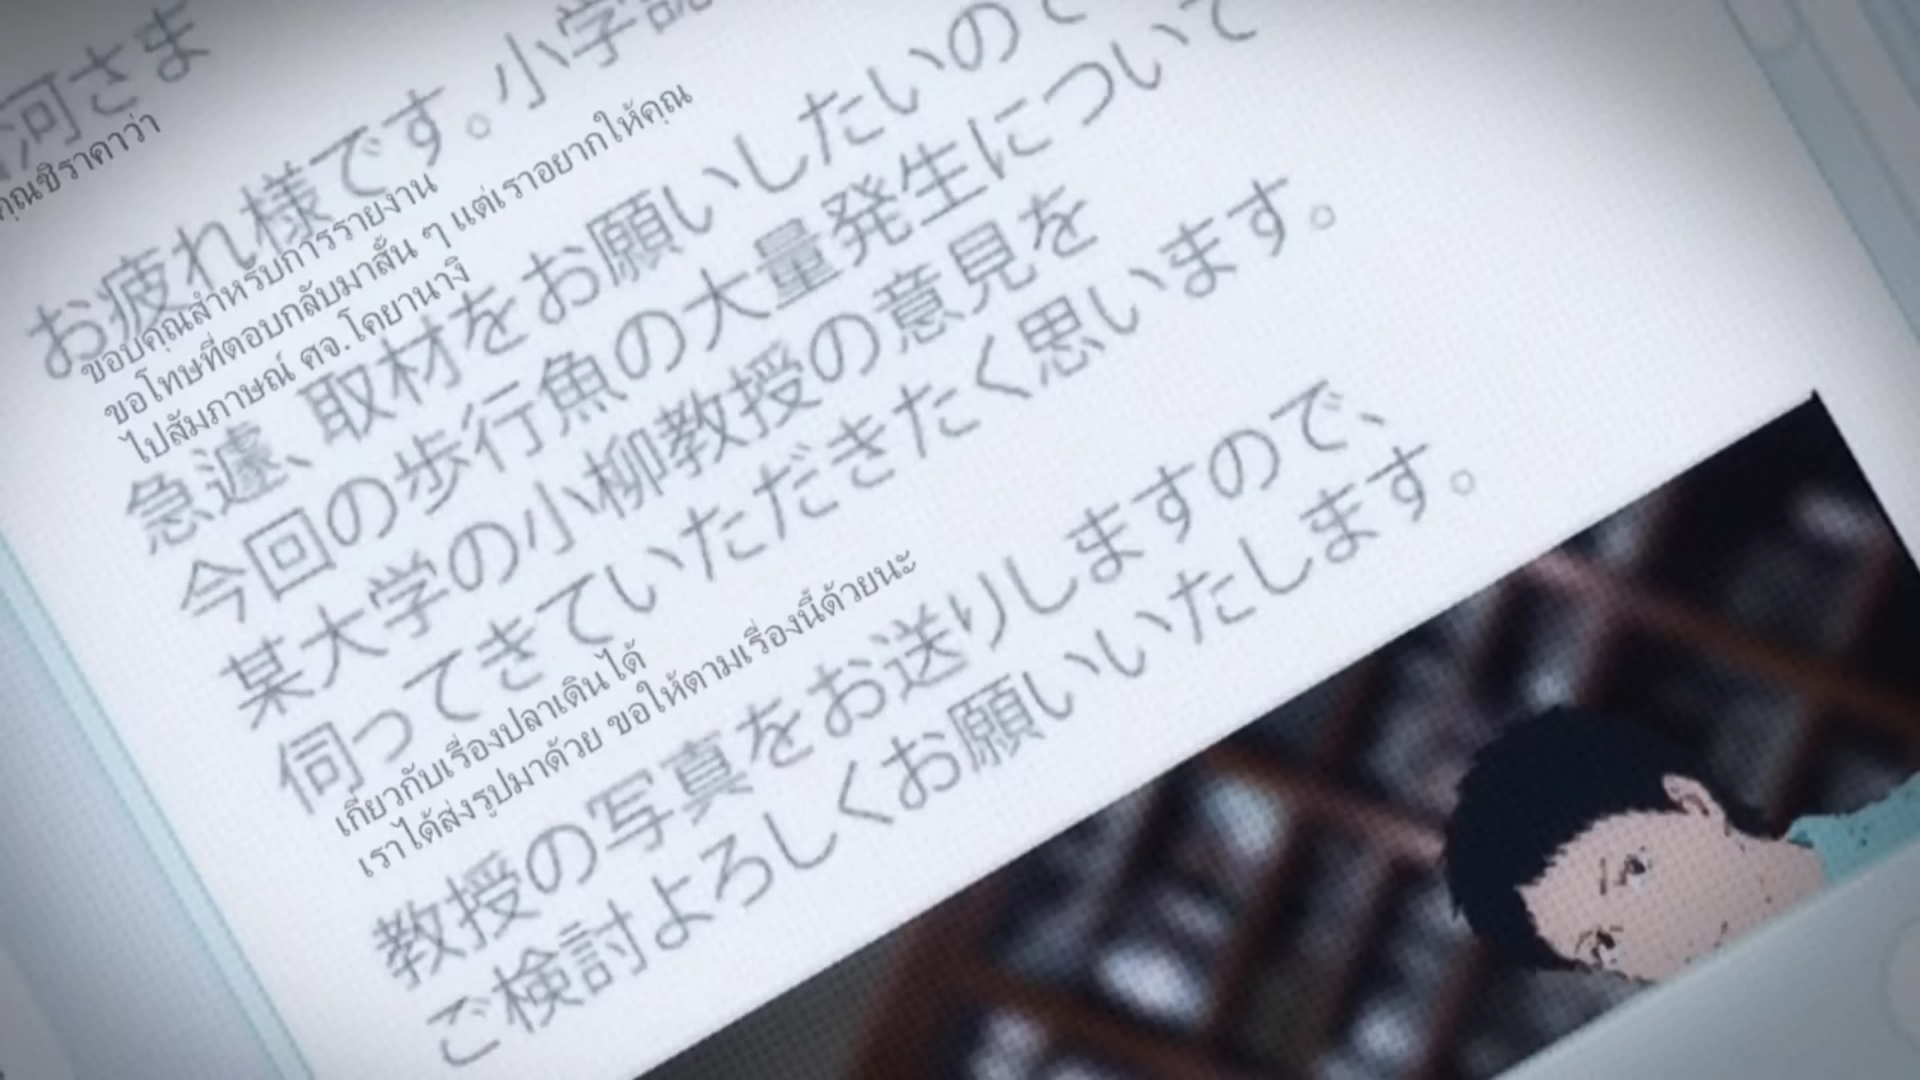 河さま
คุณชิราคาว่า
お疲れ様です。小学誌
ขอบคุณสำหรับการรายงาน
ขอโทษที่ตอบกลับมาสั้น ๆ แต่เราอยากให้คุณ
ไปสัมภาษณ์ ศจ.โคยานางิ
急遽、取材をお願いしたいので
今回の歩行魚の大量発生について
某大学の小柳教授の意見を
伺ってきていただきたく思います。
เกี่ยวกับเรื่องปลาเดินได้
เราได้ส่งรูปมาด้วย ขอให้ตามเรื่องนี้ด้วยนะ
教授の写真をお送りしますので、
ご検討よろしくお願いいたします。